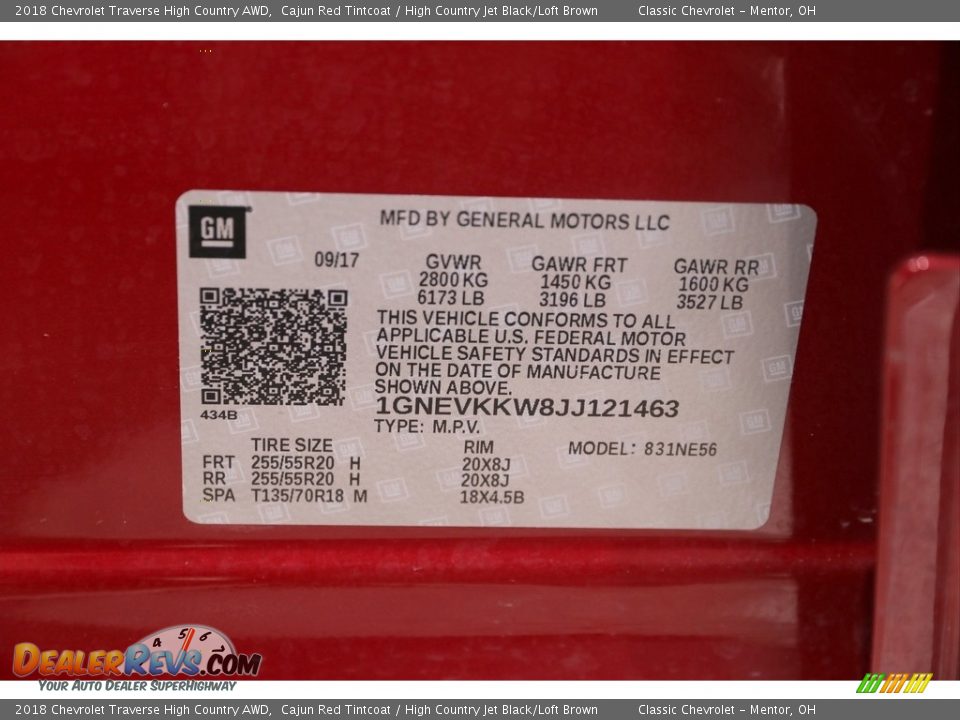 2018 Chevrolet Traverse High Country AWD, Cajun Red Tintcoat / High Country Jet Black/Loft Brown Classic Chevrolet - Mentor, OH
GM
MFD BY GENERAL MOTORS LLC
09/17
GVWR GAWR FRT GAWR RR
2800 KG 1450 KG 1600 KG
6173 LB 3196 LB 3527 LB
THIS VEHICLE CONFORMS TO ALL
APPLICABLE U.S. FEDERAL MOTOR
VEHICLE SAFETY STANDARDS IN EFFECT
ON THE DATE OF MANUFACTURE
SHOWN ABOVE.
434B
1GNEVKKW8JJ121463
TYPE: M.P.V.
TIRE SIZE RIM MODEL: 831NE56
FRT 255/55R20 H 20X8J
RR 255/55R20 H 20X8J
SPA T135/70R18 M 18X4.5B
4 5 6
DEALERREVS.COM
YOUR AUTO DEALER SUPERHIGHWAY
2018 Chevrolet Traverse High Country AWD, Cajun Red Tintcoat / High Country Jet Black/Loft Brown Classic Chevrolet - Mentor, OH